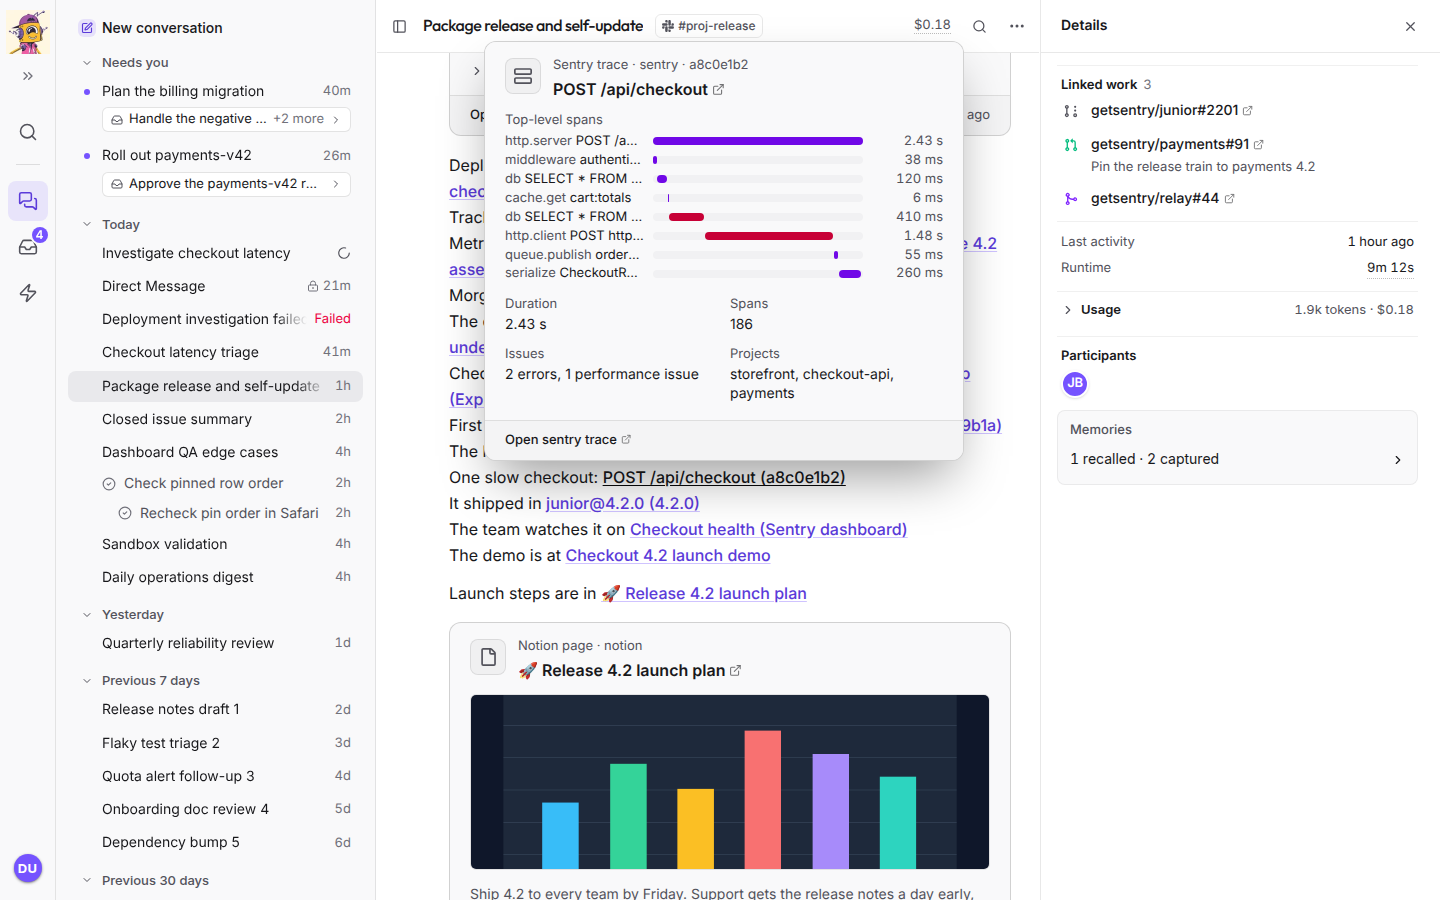 New conversation
Needs you
Plan the billing migration 40m
Handle the negative ... +2 more
Roll out payments-v42 26m
Approve the payments-v42 r...
4
Today
Investigate checkout latency
Direct Message 21m
Deployment investigation failed Failed
Checkout latency triage 41m
Package release and self-update 1h
Closed issue summary 2h
Dashboard QA edge cases 4h
Check pinned row order 2h
Recheck pin order in Safari 2h
Sandbox validation 4h
Daily operations digest 4h
Yesterday
Quarterly reliability review 1d
Previous 7 days
Release notes draft 1 2d
Flaky test triage 2 3d
Quota alert follow-up 3 4d
Onboarding doc review 4 5d
Dependency bump 5 6d
Previous 30 days
DU
Package release and self-update #proj-release $0.18
Sentry trace · sentry · a8c0e1b2
POST /api/checkout
Top-level spans
http.server POST /a... 2.43 s
middleware authenti... 38 ms
db SELECT * FROM ... 120 ms
cache.get cart:totals 6 ms
db SELECT * FROM ... 410 ms
http.client POST http... 1.48 s
queue.publish order... 55 ms
serialize CheckoutR... 260 ms
Duration Spans
2.43 s 186
Issues Projects
2 errors, 1 performance issue storefront, checkout-api,
payments
Open sentry trace
ago
4.2
First
9b1a)
One slow checkout: POST /api/checkout (a8c0e1b2)
It shipped in junior@4.2.0 (4.2.0)
The team watches it on Checkout health (Sentry dashboard)
The demo is at Checkout 4.2 launch demo
Launch steps are in 🚀 Release 4.2 launch plan
Notion page · notion
🚀 Release 4.2 launch plan
Ship 4.2 to every team by Friday. Support gets the release notes a day early,
Details
Linked work 3
getsentry/junior#2201
getsentry/payments#91
Pin the release train to payments 4.2
getsentry/relay#44
Last activity 1 hour ago
Runtime 9m 12s
Usage 1.9k tokens · $0.18
Participants
JB
Memories
1 recalled · 2 captured